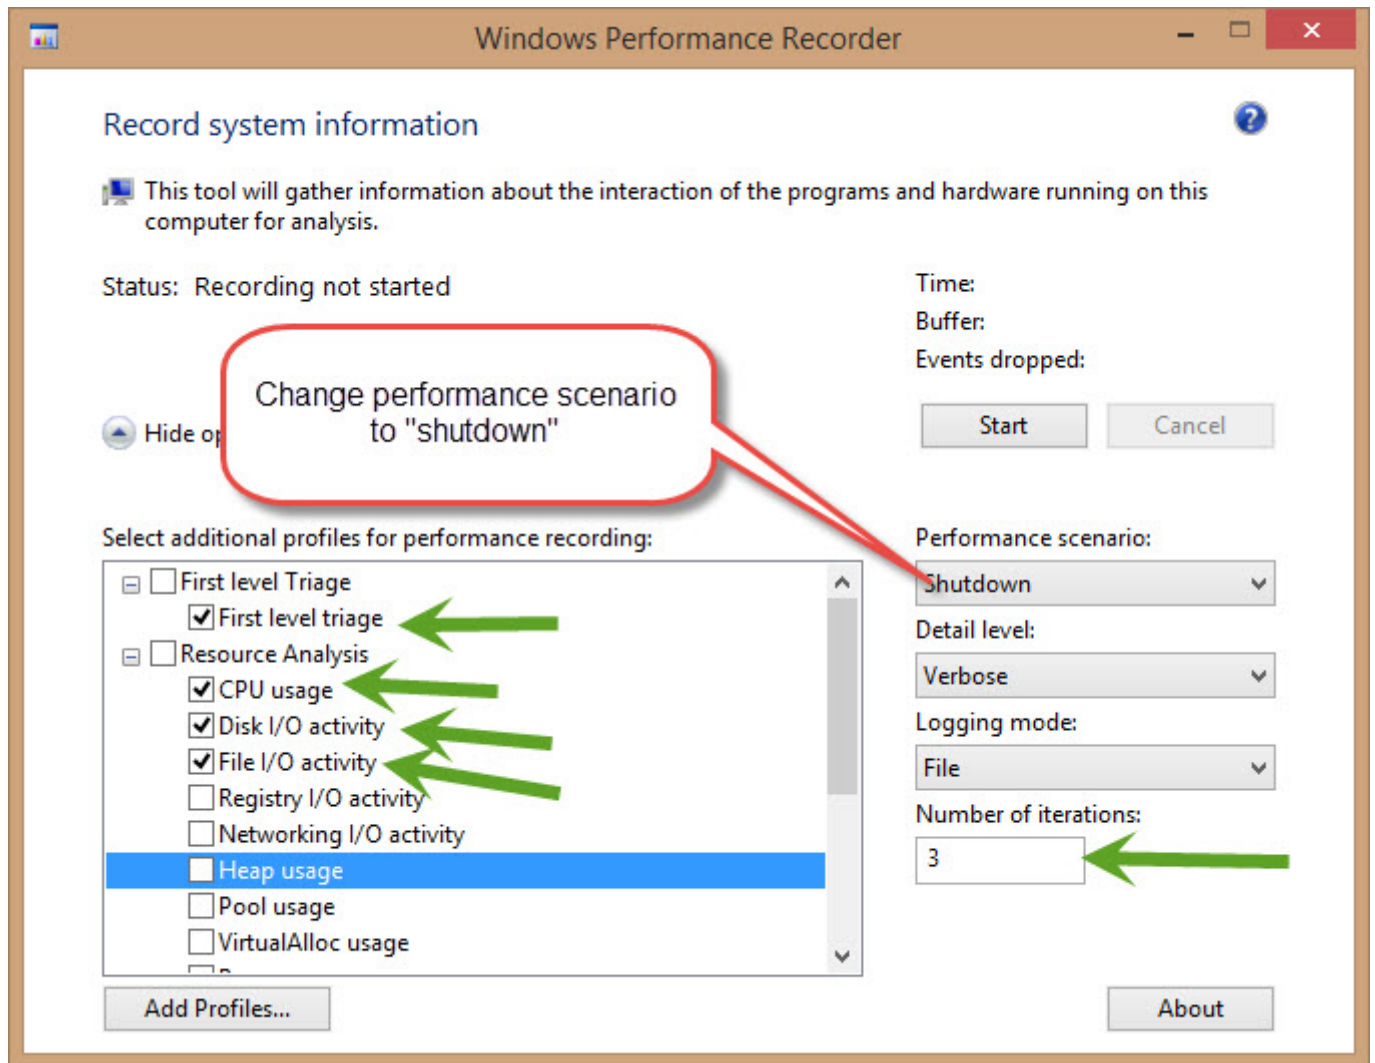 Windows Performance Recorder
Record system information
This tool will gather information about the interaction of the programs and hardware running on this
computer for analysis.
Status: Recording not started
Time:
Buffer:
Events dropped:
Change performance scenario
to "shutdown"
Hide
Start
Cancel
Select additional profiles for performance recording:
First level Triage
First level triage
Resource Analysis
CPU usage
Disk I/O activity
File I/O activity
Registry I/O activity
Networking I/O activity
Heap usage
Pool usage
VirtualAlloc usage
Performance scenario:
Shutdown
Detail level:
Verbose
Logging mode:
File
Number of iterations:
3
Add Profiles...
About